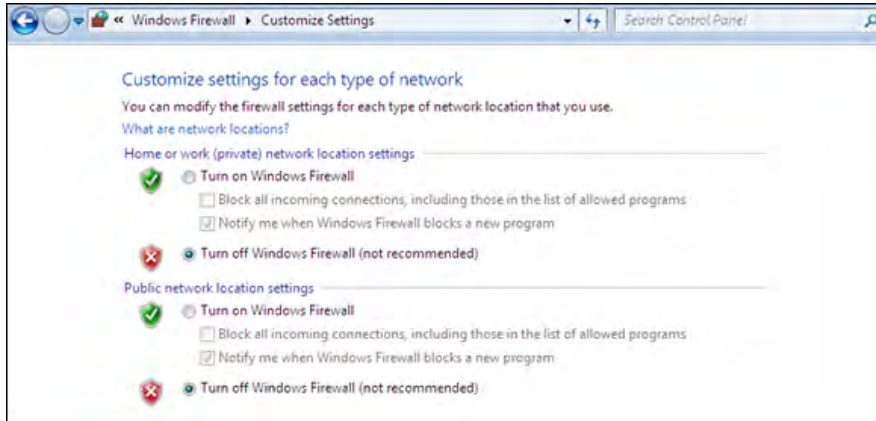 « Windows Firewall ▸ Customize Settings Search Control Panel
Customize settings for each type of network
You can modify the firewall settings for each type of network location that you use.
What are network locations?
Home or work (private) network location settings
Turn on Windows Firewall
Block all incoming connections, including those in the list of allowed programs
Notify me when Windows Firewall blocks a new program
Turn off Windows Firewall (not recommended)
Public network location settings
Turn on Windows Firewall
Block all incoming connections, including those in the list of allowed programs
Notify me when Windows Firewall blocks a new program
Turn off Windows Firewall (not recommended)